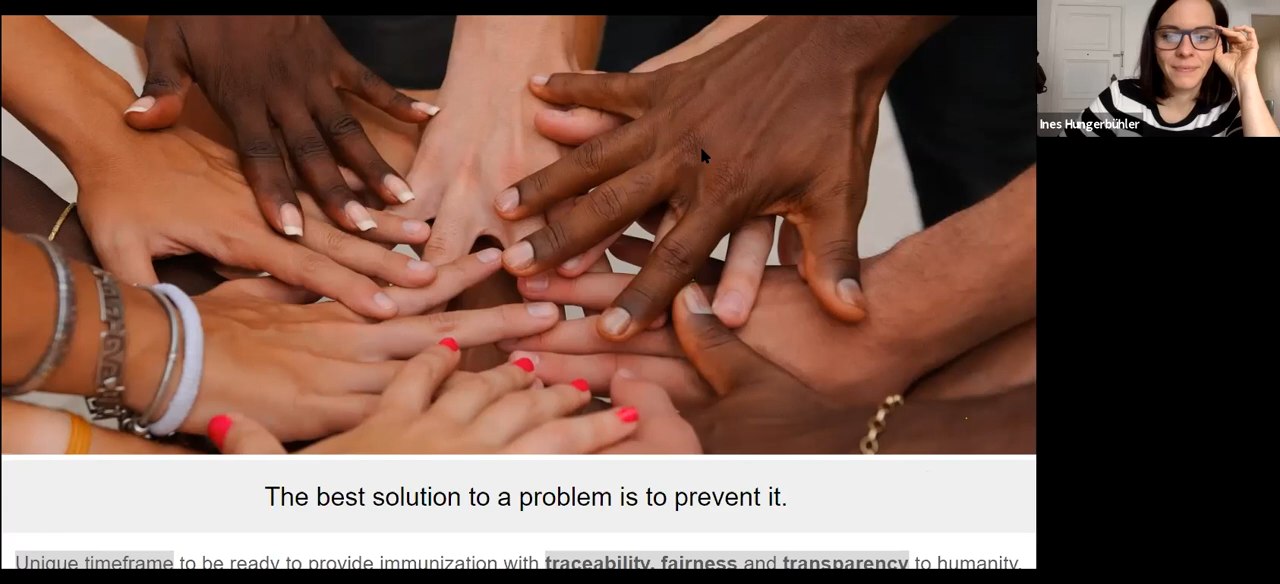 Ines Hungerbühler
The best solution to a problem is to prevent it.
Unique timeframe to be ready to provide immunization with traceability, fairness and transparency to humanity.